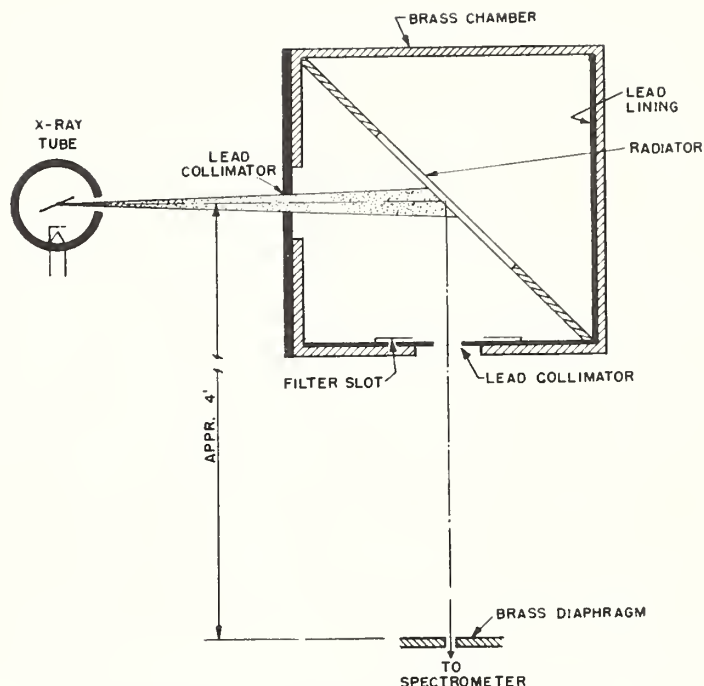 BRASS CHAMBER
LEAD
LINING
RADIATOR
X-RAY
TUBE
LEAD
COLLIMATOR
FILTER SLOT
LEAD COLLIMATOR
APPR. 4'
BRASS DIAPHRAGM
TO
SPECTROMETER